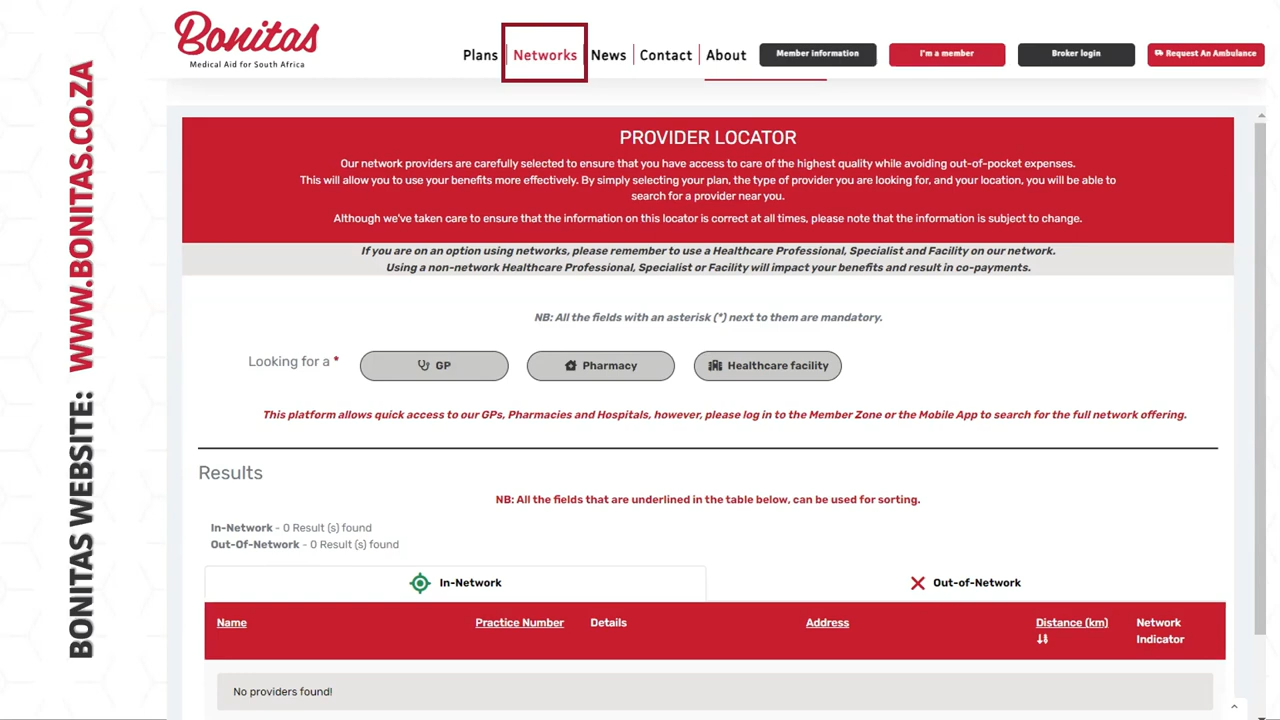 BONITAS WEBSITE: WWW.BONITAS.CO.ZA
Bonitas
Medical Aid for South Africa
Plans
Networks
News
Contact
About
Member information
I'm a member
Broker login
Request An Ambulance
PROVIDER LOCATOR
Our network providers are carefully selected to ensure that you have access to care of the highest quality while avoiding out-of-pocket expenses.
This will allow you to use your benefits more effectively. By simply selecting your plan, the type of provider you are looking for, and your location, you will be able to
search for a provider near you.
Although we've taken care to ensure that the information on this locator is correct at all times, please note that the information is subject to change.
If you are on an option using networks, please remember to use a Healthcare Professional, Specialist and Facility on our network.
Using a non-network Healthcare Professional, Specialist or Facility will impact your benefits and result in co-payments.
NB: All the fields with an asterisk (*) next to them are mandatory.
Looking for a *
GP
Pharmacy
Healthcare facility
This platform allows quick access to our GPs, Pharmacies and Hospitals, however, please log in to the Member Zone or the Mobile App to search for the full network offering.
Results
NB: All the fields that are underlined in the table below, can be used for sorting.
In-Network - 0 Result (s) found
Out-Of-Network - 0 Result (s) found
In-Network
Out-of-Network
Name
Practice Number
Details
Address
Distance (km)
Network
Indicator
No providers found!